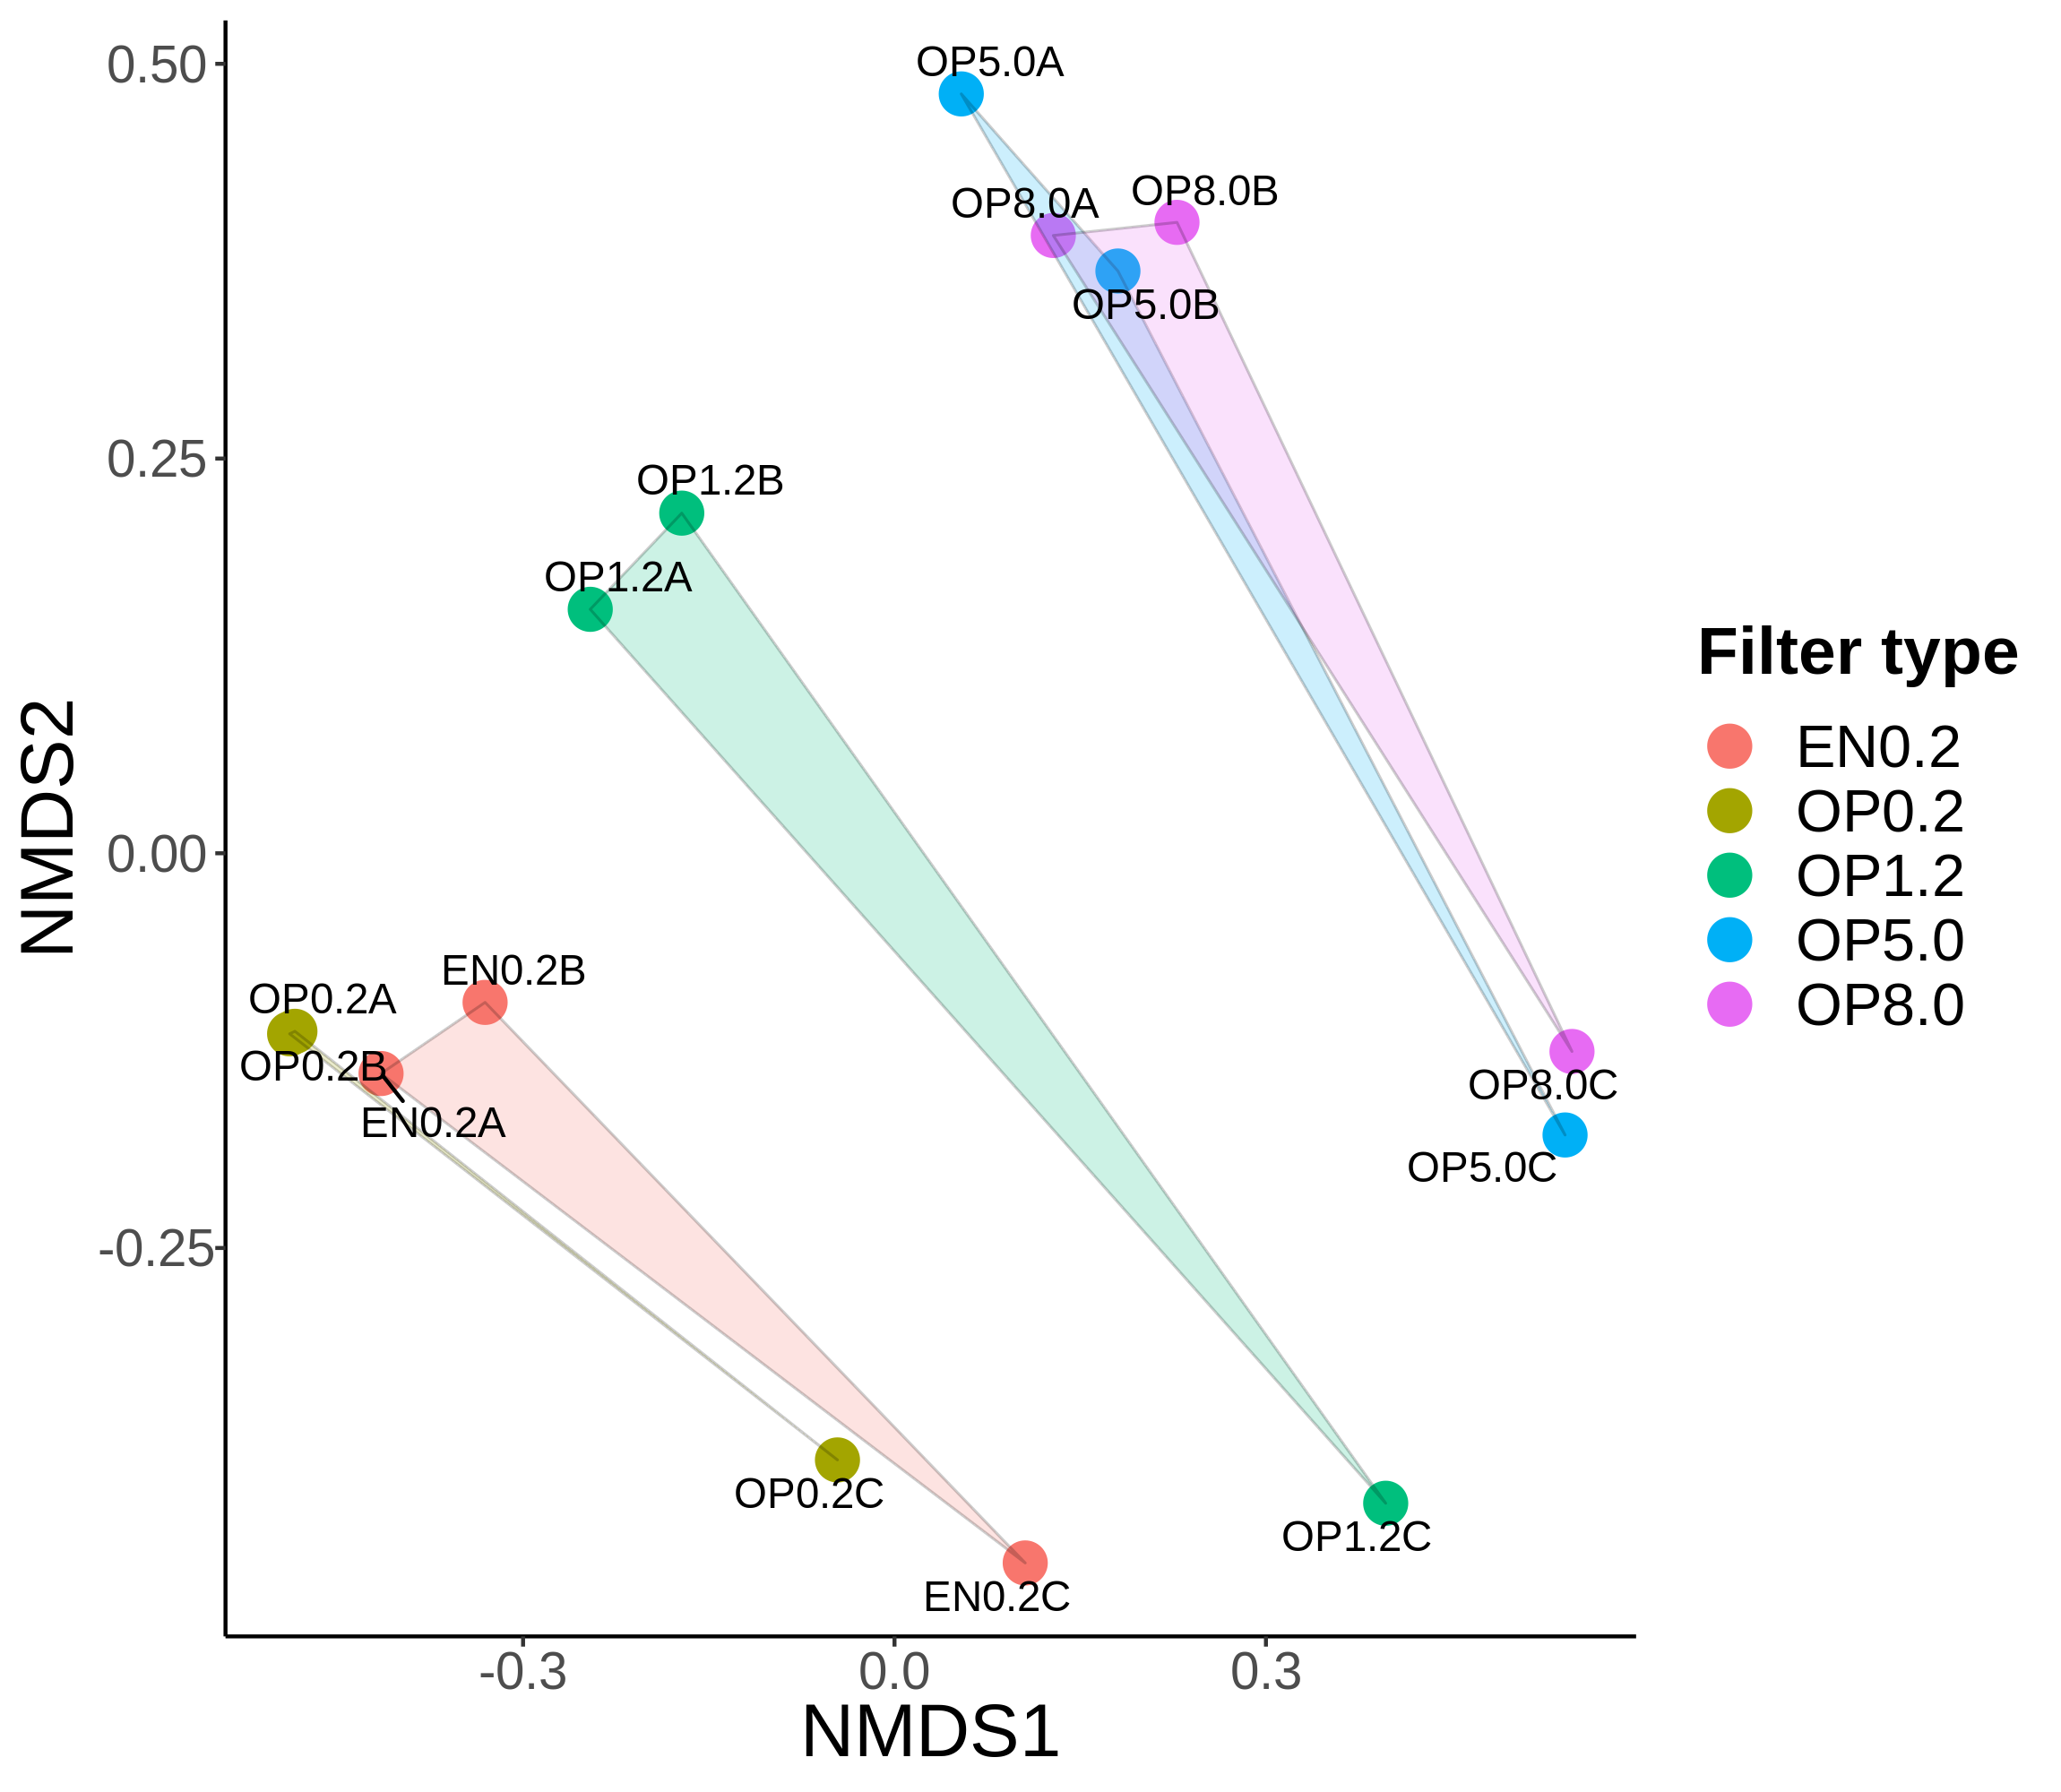 0.50
0.25
0.00
-0.25
NMDS2
OP5.0A
OP8.0B
OP8.0A
OP5.0B
OP1.2B
OP1.2A
EN0.2B
OP0.2A
OP0.2B
EN0.2A
OP8.0C
OP5.0C
OP0.2C
OP1.2C
EN0.2C
-0.3
0.0
0.3
NMDS1
Filter type
EN0.2
OP0.2
OP1.2
OP5.0
OP8.0